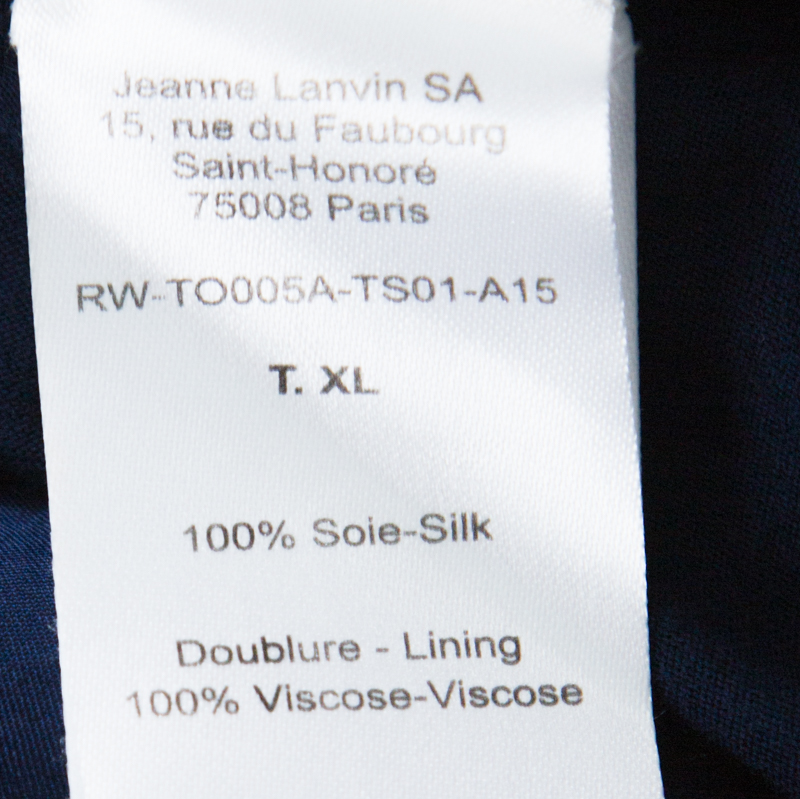 Jeanne Lanvin SA
15, rue du Faubourg
Saint-Honoré
75008 Paris
RW-TO005A-TS01-A15
T. XL
100% Soie-Silk
Doublure - Lining
100% Viscose-Viscose